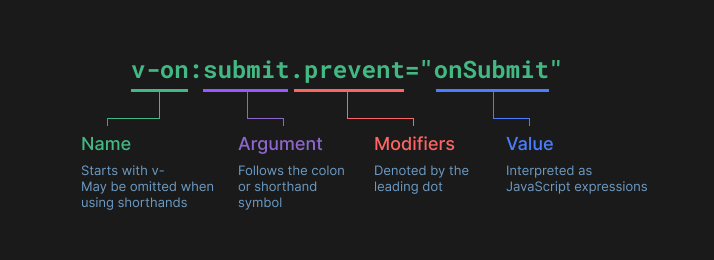 v-on:submit.prevent="onSubmit"
Name
Starts with v-
May be omitted when
using shorthands
Argument
Follows the colon
or shorthand
symbol
Modifiers
Denoted by the
leading dot
Value
Interpreted as
JavaScript expressions